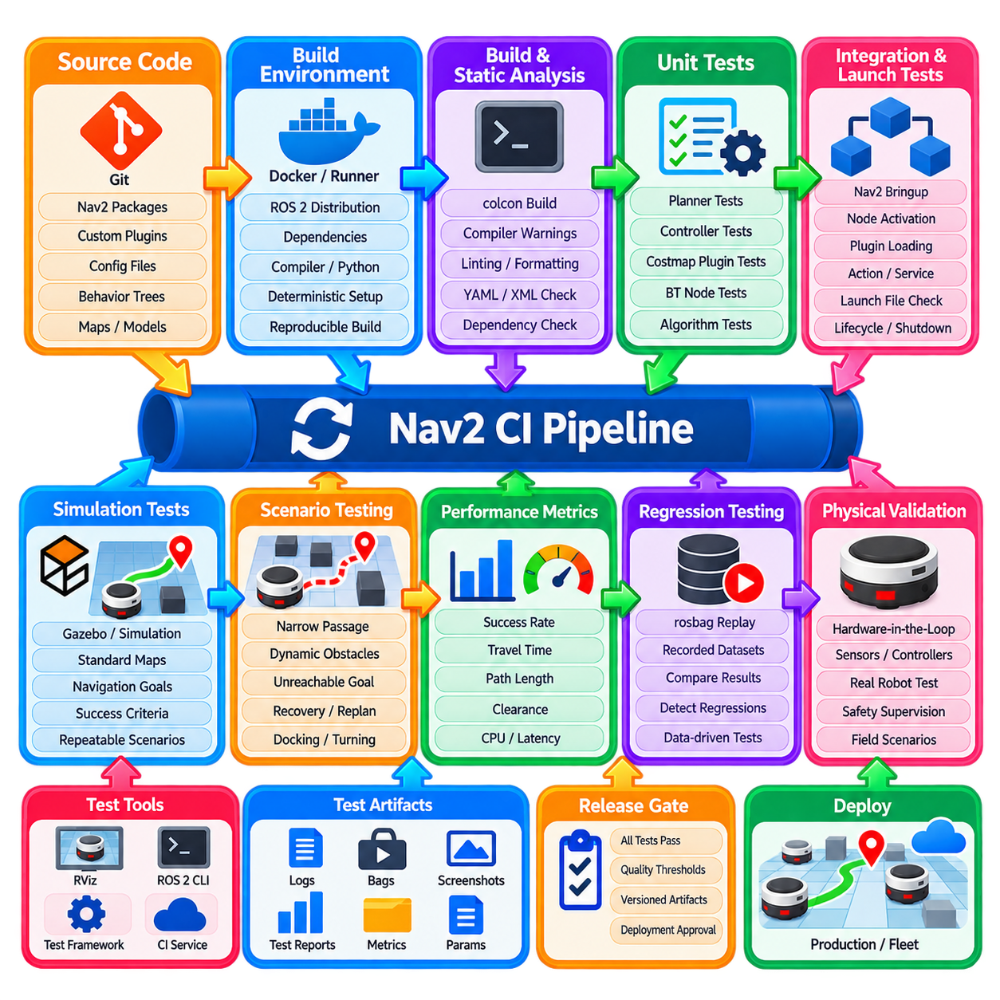 Source Code
Git
Nav2 Packages
Custom Plugins
Config Files
Behavior Trees
Maps / Models
Build
Environment
Docker / Runner
ROS 2 Distribution
Dependencies
Compiler / Python
Deterministic Setup
Reproducible Build
Build &
Static Analysis
colcon Build
Compiler Warnings
Linting / Formatting
YAML / XML Check
Dependency Check
Unit Tests
Planner Tests
Controller Tests
Costmap Plugin Tests
BT Node Tests
Algorithm Tests
Integration &
Launch Tests
Nav2 Bringup
Node Activation
Plugin Loading
Action / Service
Launch File Check
Lifecycle / Shutdown
Nav2 CI Pipeline
Simulation Tests
Gazebo / Simulation
Standard Maps
Navigation Goals
Success Criteria
Repeatable Scenarios
Scenario Testing
Narrow Passage
Dynamic Obstacles
Unreachable Goal
Recovery / Replan
Docking / Turning
Performance Metrics
Success Rate
Travel Time
Path Length
Clearance
CPU / Latency
Regression Testing
rosbag Replay
Recorded Datasets
Compare Results
Detect Regressions
Data-driven Tests
Physical Validation
Hardware-in-the-Loop
Sensors / Controllers
Real Robot Test
Safety Supervision
Field Scenarios
Test Tools
RViz
ROS 2 CLI
Test Framework
CI Service
Test Artifacts
Logs
Bags
Screenshots
Test Reports
Metrics
Params
Release Gate
All Tests Pass
Quality Thresholds
Versioned Artifacts
Deployment Approval
Deploy
Production / Fleet